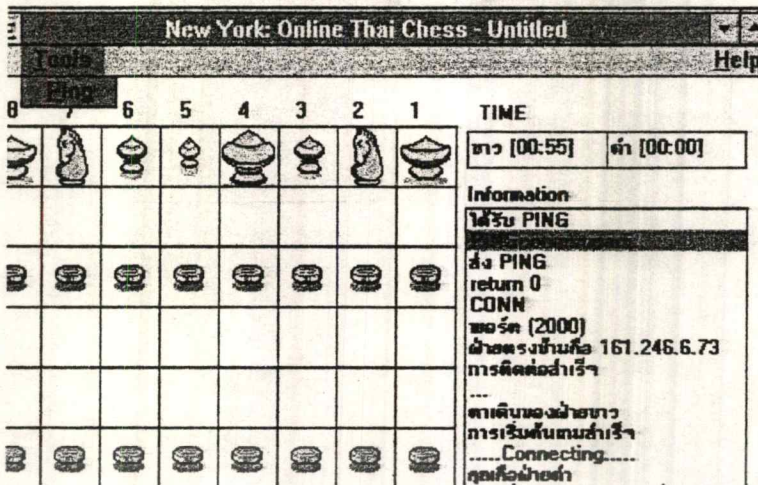 New York: Online Thai Chess - Untitled
Tools Help
Ping
8 7 6 5 4 3 2 1
TIME
ขาว [00:55] ดำ [00:00]
Information
ได้รับ PING
ส่ง PING
return 0
CONN
พอร์ต (2000)
ฝ่ายตรงข้ามคือ 161.246.6.73
การติดต่อสำเร็จ
---
ตาเดินของฝ่ายขาว
การเริ่มต้นเกมสำเร็จ
.....Connecting.....
คุณคือฝ่ายดำ